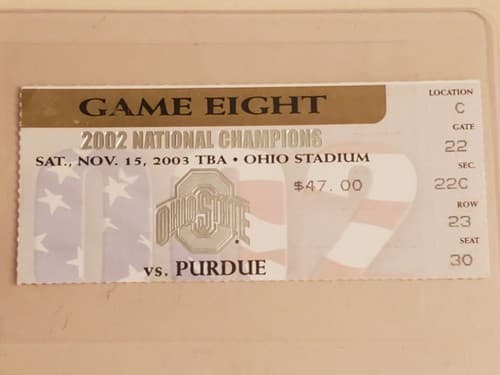 GAME EIGHT
2002 NATIONAL CHAMPIONS
SAT., NOV. 15, 2003 TBA • OHIO STADIUM
$47.00
OHIO STATE
vs. PURDUE
LOCATION
C
GATE
22
SEC.
22C
ROW
23
SEAT
30